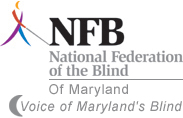 NFB
National Federation
of the Blind
Of Maryland
Voice of Maryland's Blind